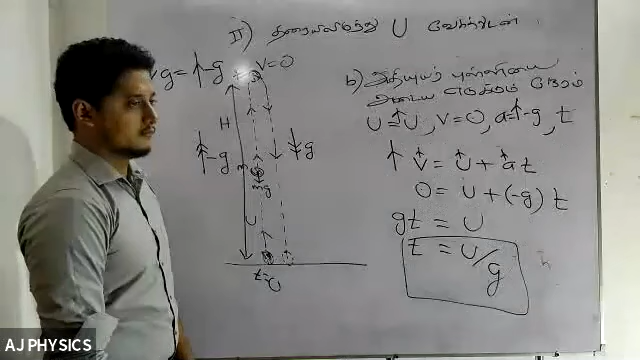 II) தரையிலிருந்து U வேகத்துடன்
↑g = ↑-g
V=0
H
↑-g
↓g
mg
U
t=0
b) அதியுயர் புள்ளியை
அடைய எடுக்கும் நேரம்
U=↑U, V=0, a=↑-g, t
↑ V = U + at
0 = U + (-g) t
gt = U
t = U/g
AJ PHYSICS